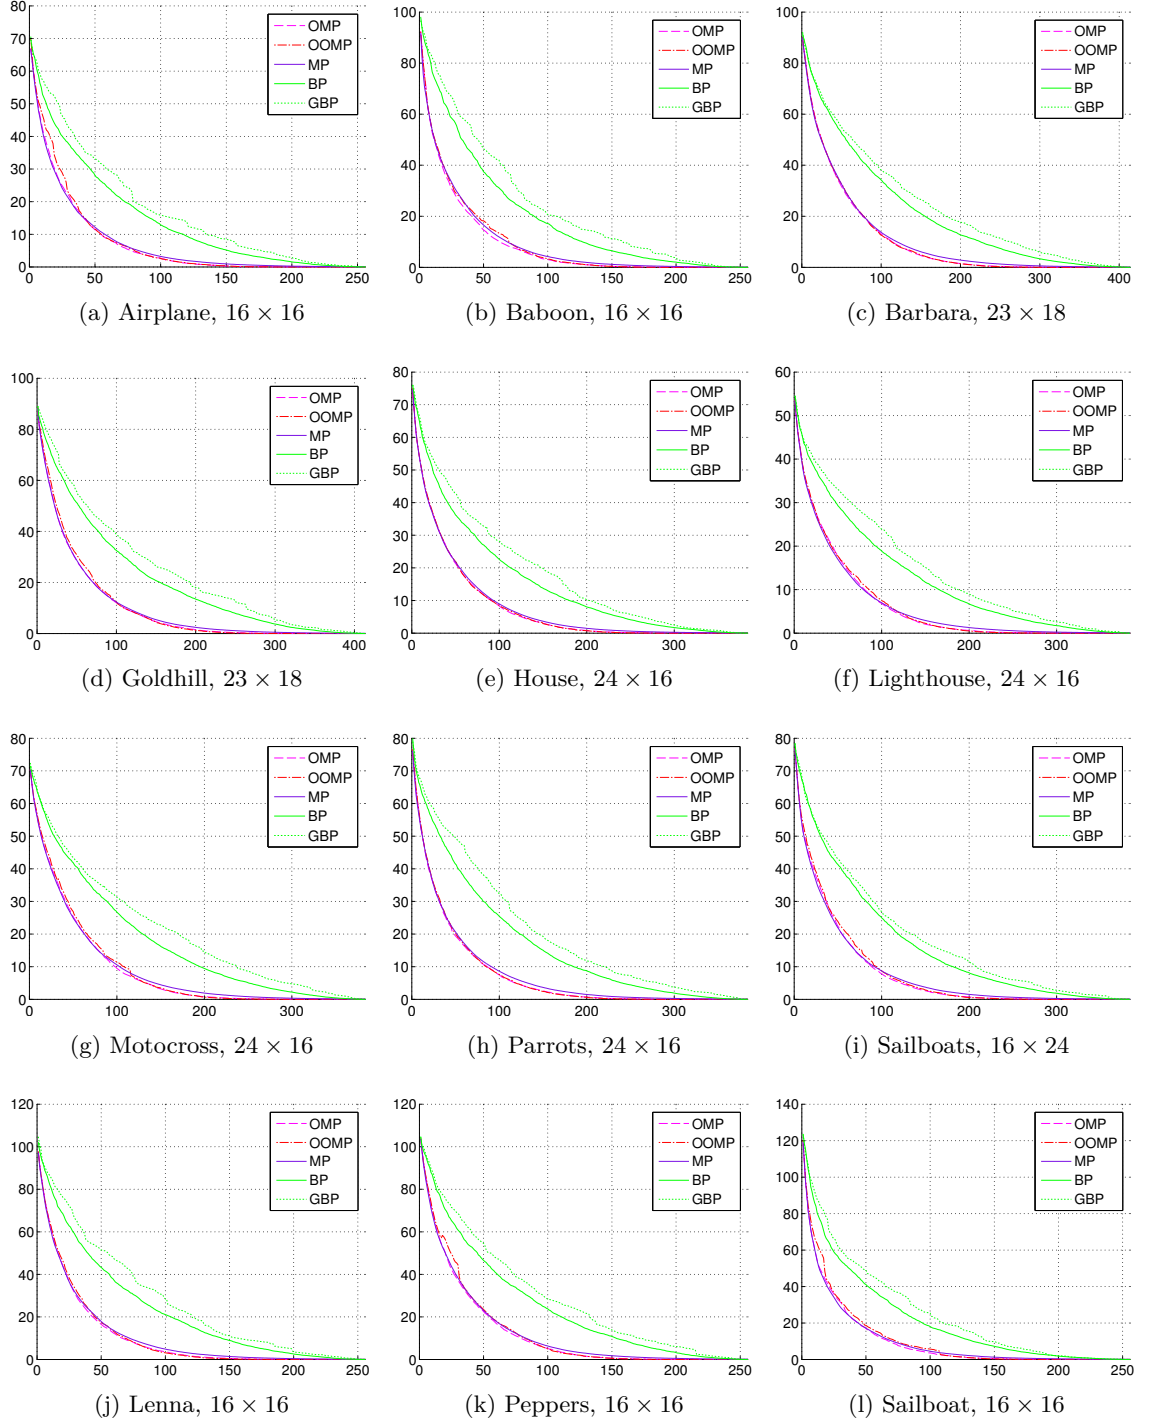 80
70
60
50
40
30
20
10
0
0 50 100 150 200 250
OMP
OOMP
MP
BP
GBP
(a) Airplane, 16 × 16
100
80
60
40
20
0
0 50 100 150 200 250
OMP
OOMP
MP
BP
GBP
(b) Baboon, 16 × 16
100
80
60
40
20
0
0 100 200 300 400
OMP
OOMP
MP
BP
GBP
(c) Barbara, 23 × 18
100
80
60
40
20
0
0 100 200 300 400
OMP
OOMP
MP
BP
GBP
(d) Goldhill, 23 × 18
80
70
60
50
40
30
20
10
0
0 100 200 300
OMP
OOMP
MP
BP
GBP
(e) House, 24 × 16
60
50
40
30
20
10
0
0 100 200 300
OMP
OOMP
MP
BP
GBP
(f) Lighthouse, 24 × 16
80
70
60
50
40
30
20
10
0
0 100 200 300
OMP
OOMP
MP
BP
GBP
(g) Motocross, 24 × 16
80
70
60
50
40
30
20
10
0
0 100 200 300
OMP
OOMP
MP
BP
GBP
(h) Parrots, 24 × 16
80
70
60
50
40
30
20
10
0
0 100 200 300
OMP
OOMP
MP
BP
GBP
(i) Sailboats, 16 × 24
120
100
80
60
40
20
0
0 50 100 150 200 250
OMP
OOMP
MP
BP
GBP
(j) Lenna, 16 × 16
120
100
80
60
40
20
0
0 50 100 150 200 250
OMP
OOMP
MP
BP
GBP
(k) Peppers, 16 × 16
140
120
100
80
60
40
20
0
0 50 100 150 200 250
OMP
OOMP
MP
BP
GBP
(l) Sailboat, 16 × 16